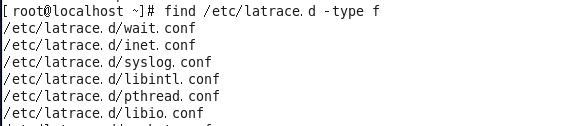 [root@localhost ~]# find /etc/latrace.d -type f
/etc/latrace.d/wait.conf
/etc/latrace.d/inet.conf
/etc/latrace.d/syslog.conf
/etc/latrace.d/libintl.conf
/etc/latrace.d/pthread.conf
/etc/latrace.d/libio.conf